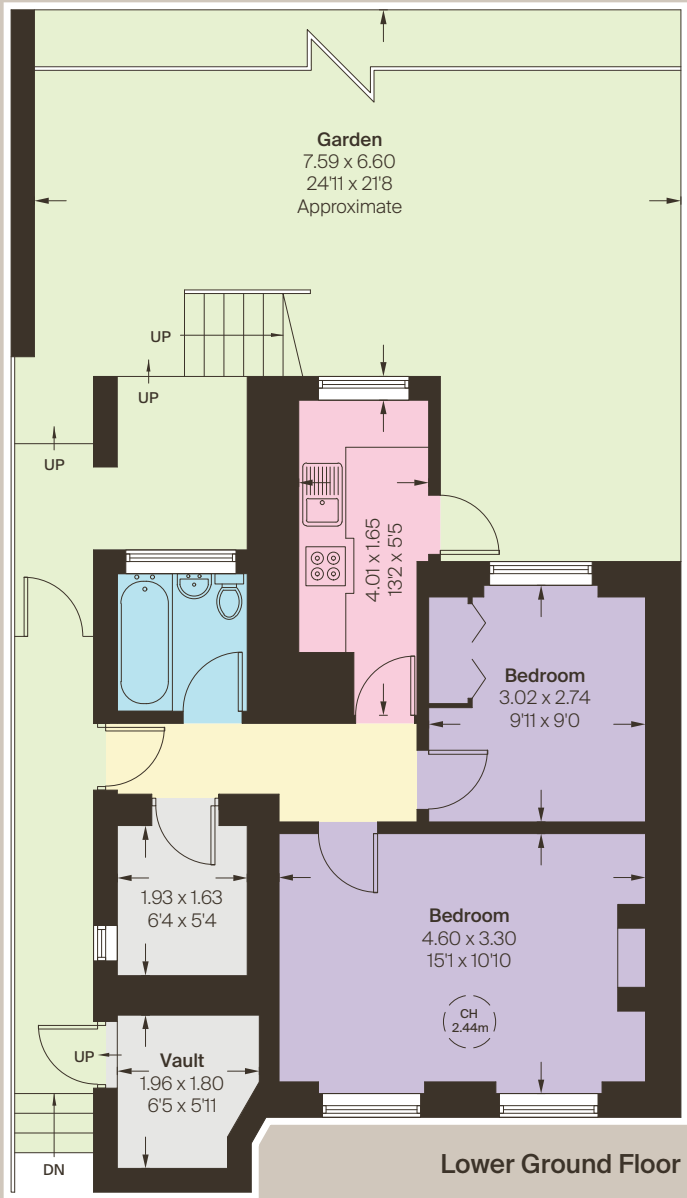 Garden
7.59 x 6.60
24'11 x 21'8
Approximate
UP
UP
UP
4.01 x 1.65
13'2 x 5'5
Bedroom
3.02 x 2.74
9'11 x 9'0
1.93 x 1.63
6'4 x 5'4
Bedroom
4.60 x 3.30
15'1 x 10'10
CH
2.44m
UP
Vault
1.96 x 1.80
6'5 x 5'11
DN
Lower Ground Floor